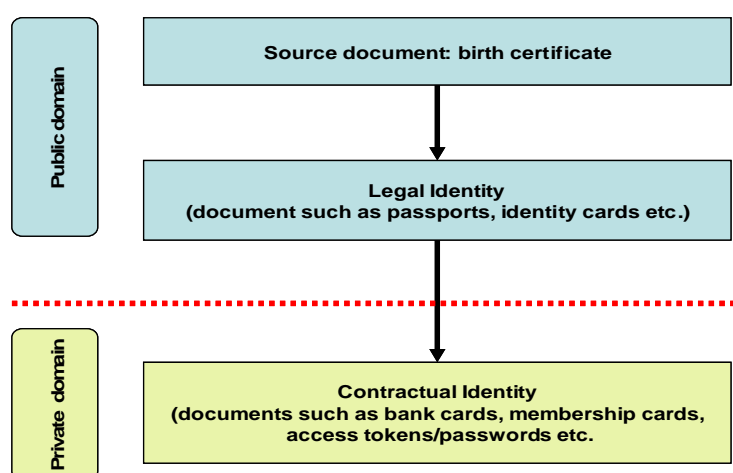 Public domain
Source document: birth certificate
Legal Identity
(document such as passports, identity cards etc.)
Private domain
Contractual Identity
(documents such as bank cards, membership cards,
access tokens/passwords etc.